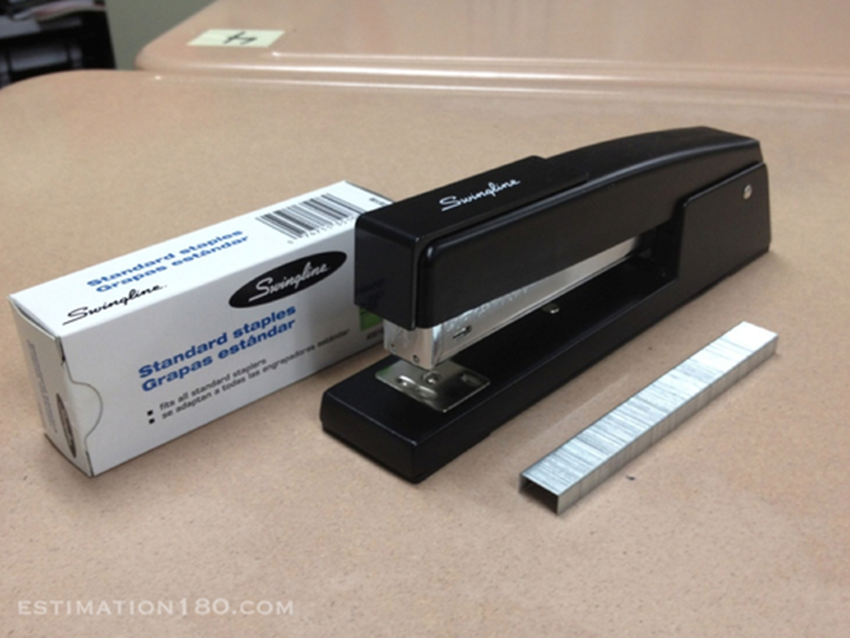 Standard staples
Grapas estándar
Swingline
Swingline
Standard staples
Grapas estándar
fits all standard staplers
se adaptan a todas las engrapadoras estándar
Swingline
ESTIMATION180.COM